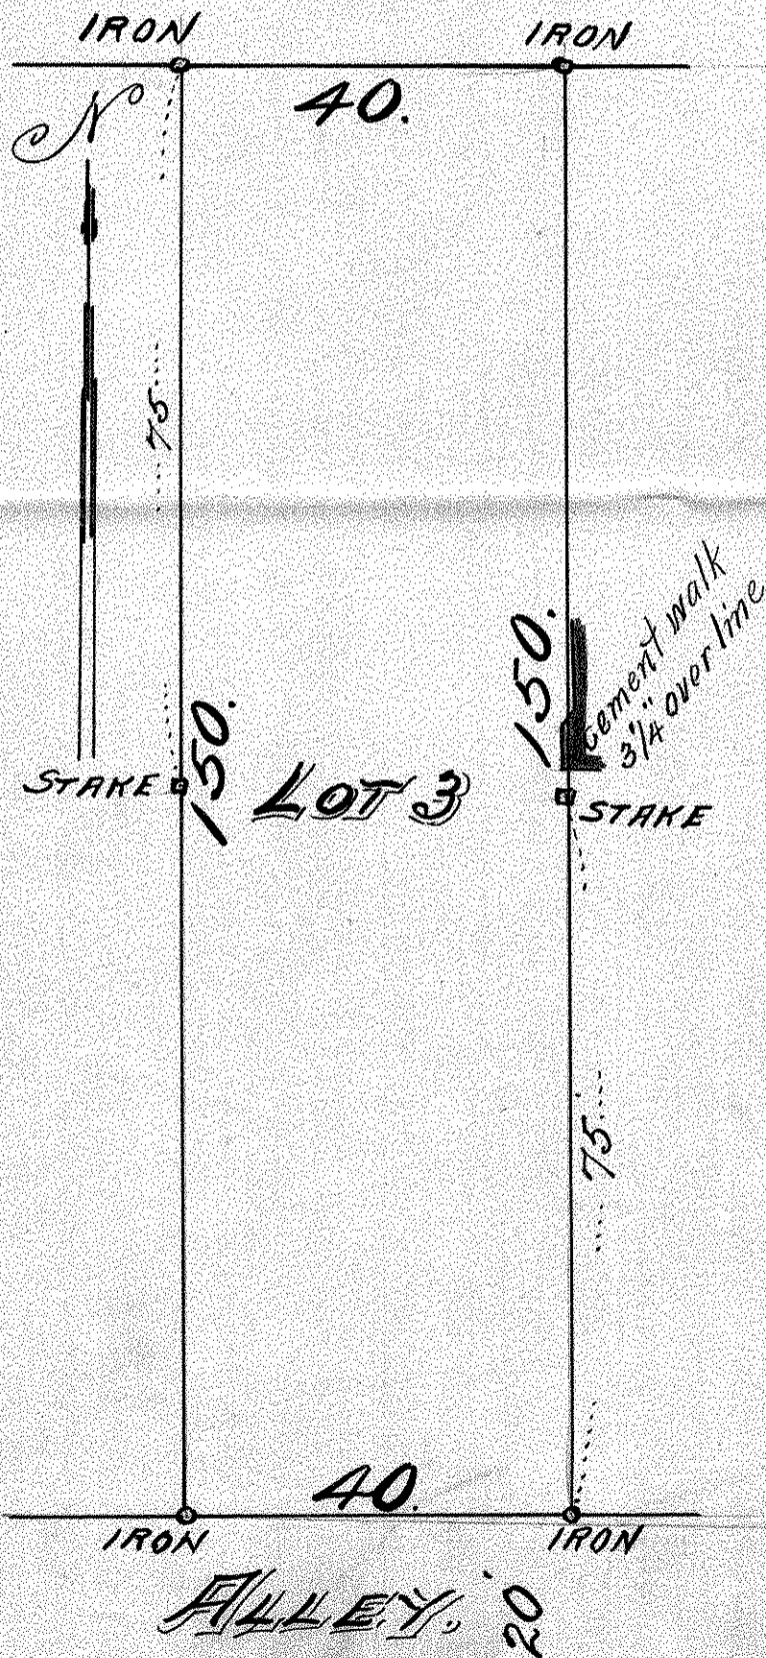 IRON
IRON
40.
N
75
150.
cement walk
3 1/4" over line
STAKE
150.
LOT 3
STAKE
75
40.
IRON
IRON
ALLEY. 20